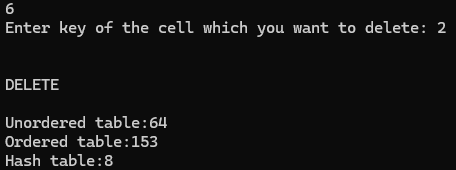 6
Enter key of the cell which you want to delete: 2
DELETE
Unordered table:64
Ordered table:153
Hash table:8